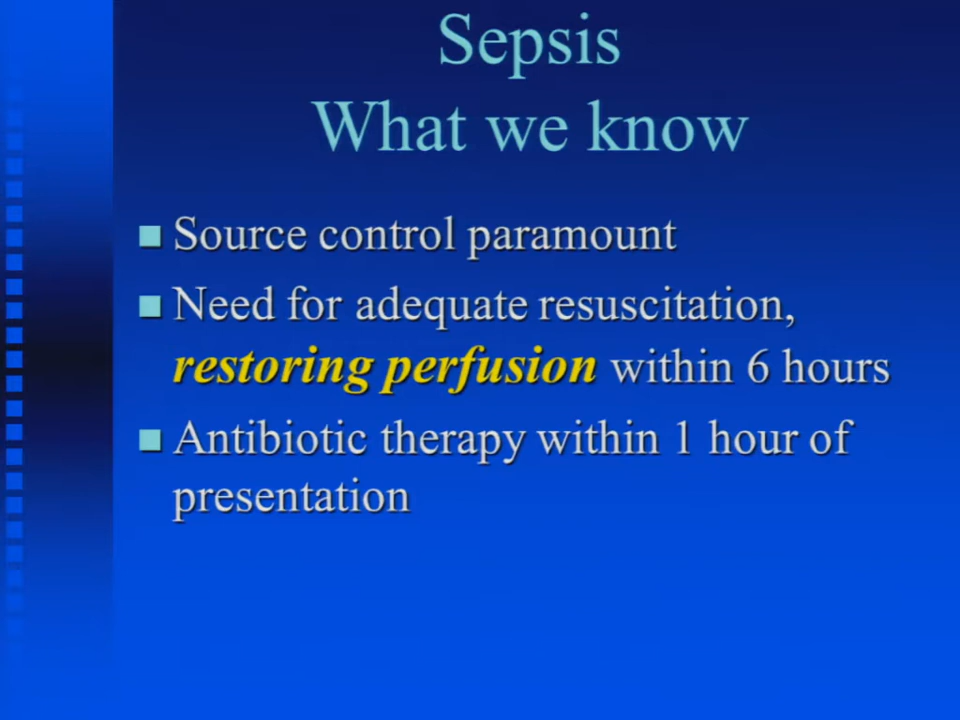 Sepsis
What we know
Source control paramount
Need for adequate resuscitation,
restoring perfusion within 6 hours
Antibiotic therapy within 1 hour of
presentation